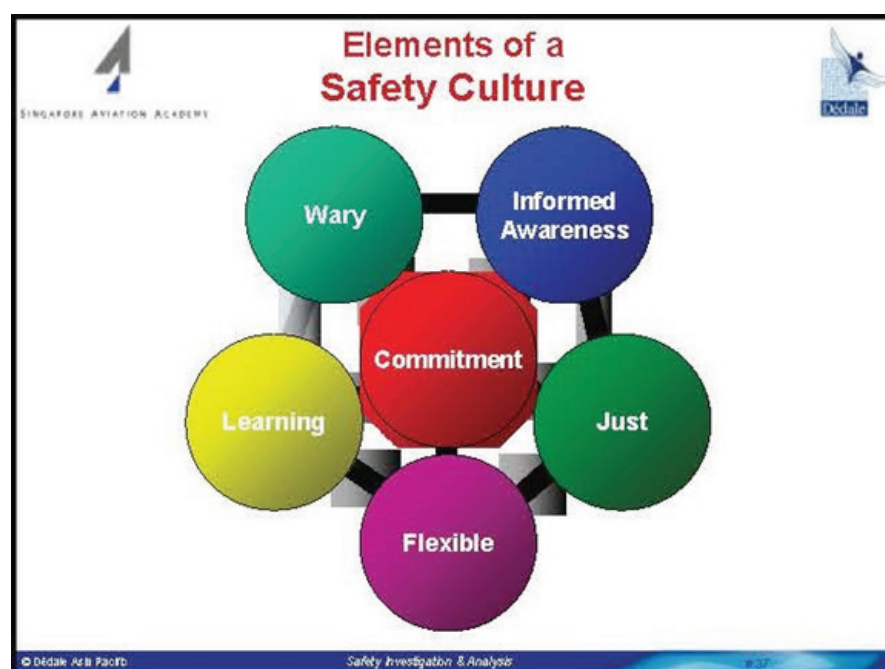 Elements of a
Safety Culture
SINGAPORE AVIATION ACADEMY
Dédale
Wary
Informed
Awareness
Commitment
Learning
Just
Flexible
© Dédale Asia Pacific
Safety Investigation & Analysis
# 37